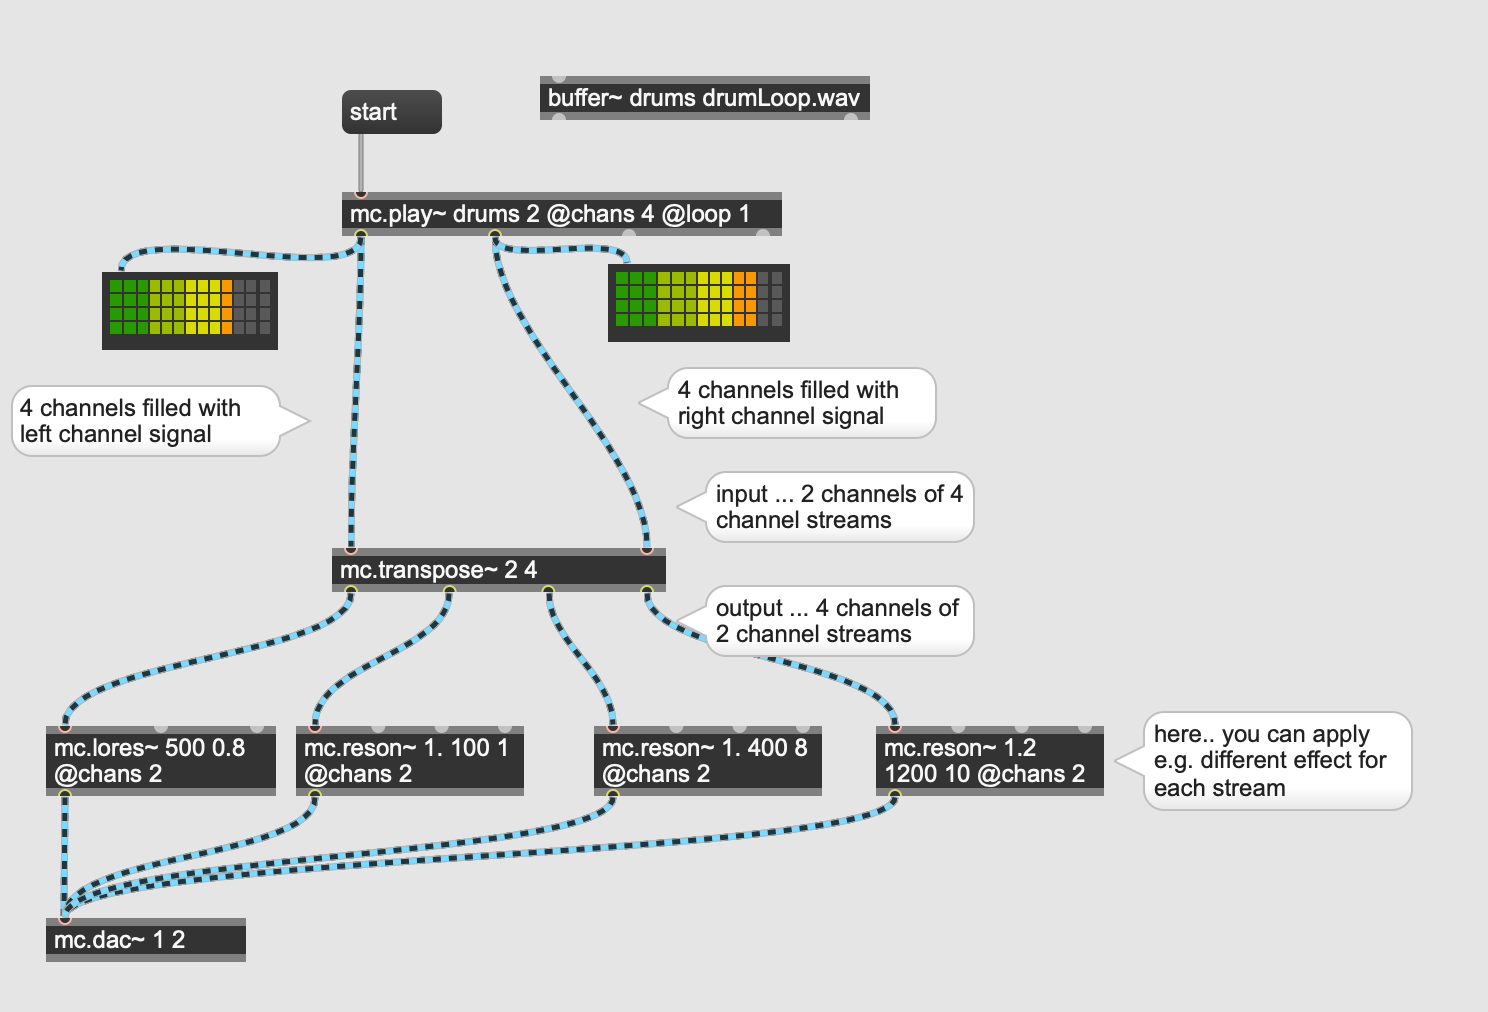 start
buffer~ drums drumLoop.wav
mc.play~ drums 2 @chans 4 @loop 1
4 channels filled with
left channel signal
4 channels filled with
right channel signal
input ... 2 channels of 4
channel streams
mc.transpose~ 2 4
output ... 4 channels of
2 channel streams
mc.lores~ 500 0.8
@chans 2
mc.reson~ 1. 100 1
@chans 2
mc.reson~ 1. 400 8
@chans 2
mc.reson~ 1.2
1200 10 @chans 2
here.. you can apply
e.g. different effect for
each stream
mc.dac~ 1 2